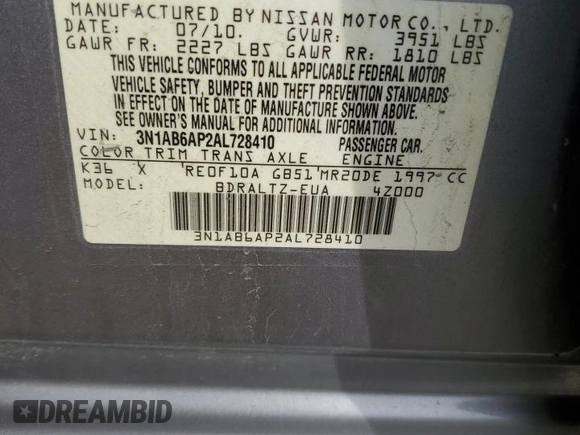 MANUFACTURED BY NISSAN MOTOR CO., LTD.
DATE: 07/10. GVWR: 3951 LBS
GAWR FR: 2227 LBS GAWR RR: 1810 LBS
THIS VEHICLE CONFORMS TO ALL APPLICABLE FEDERAL MOTOR
VEHICLE SAFETY, BUMPER AND THEFT PREVENTION STANDARDS
IN EFFECT ON THE DATE OF MANUFACTURE SHOWN ABOVE.
SEE OWNER'S MANUAL FOR ADDITIONAL INFORMATION.
VIN: 3N1AB6AP2AL728410 PASSENGER CAR.
COLOR TRIM TRANS AXLE ENGINE
K36 X RE0F10A GB51 MR20DE 1997 CC
MODEL: BDRALTZ-EUA 4Z000
3N1AB6AP2AL728410
DREAMBID